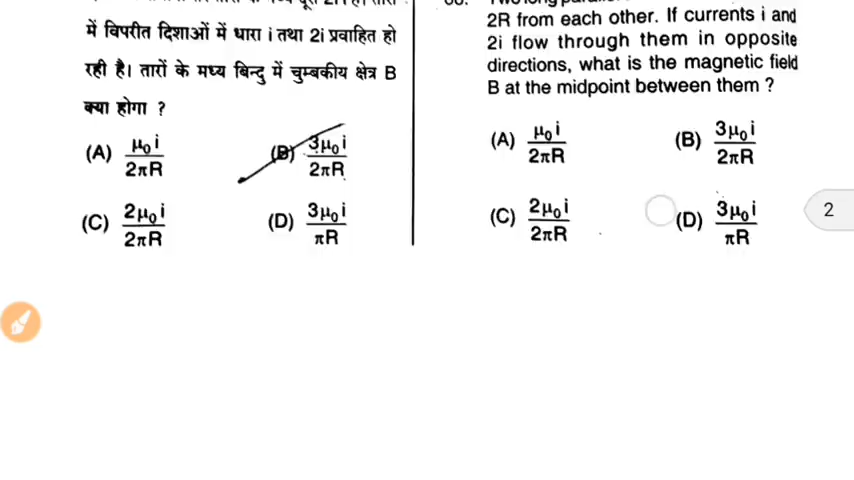 में विपरीत दिशाओं में धारा i तथा 2i प्रवाहित हो
रही है। तारों के मध्य बिन्दु में चुम्बकीय क्षेत्र B
क्या होगा ?
(A) μ₀i / 2πR (B) 3μ₀i / 2πR
(C) 2μ₀i / 2πR (D) 3μ₀i / πR
2R from each other. If currents i and
2i flow through them in opposite
directions, what is the magnetic field
B at the midpoint between them ?
(A) μ₀i / 2πR (B) 3μ₀i / 2πR
(C) 2μ₀i / 2πR (D) 3μ₀i / πR
2